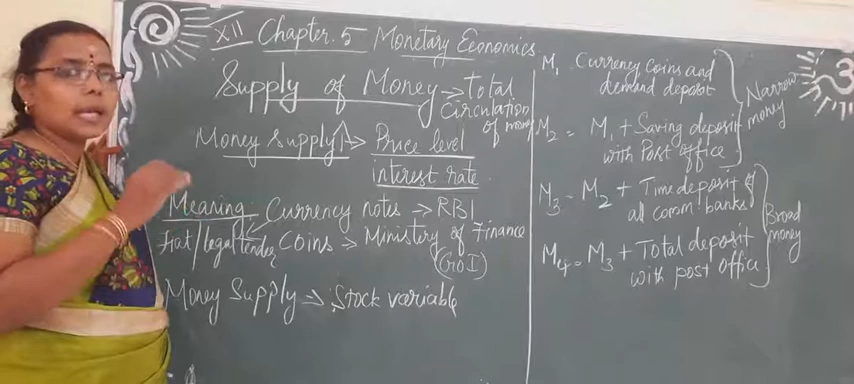 XII Chapter. 5 Monetary Economics
Supply of Money → Total
Circulation
of money
Money supply ↑ → Price level
interest rate.
Meaning Currency notes → RBI
Fiat/legal tender Coins → Ministry of Finance
(GOI)
Money Supply → Stock variable
M1 Currency Coins and
demand deposit
M2 = M1 + Saving deposit
with Post office
Narrow
money
M3 - M2 + Time deposit of
all comm. banks
M4 = M3 + Total deposit
with post office
Broad
money